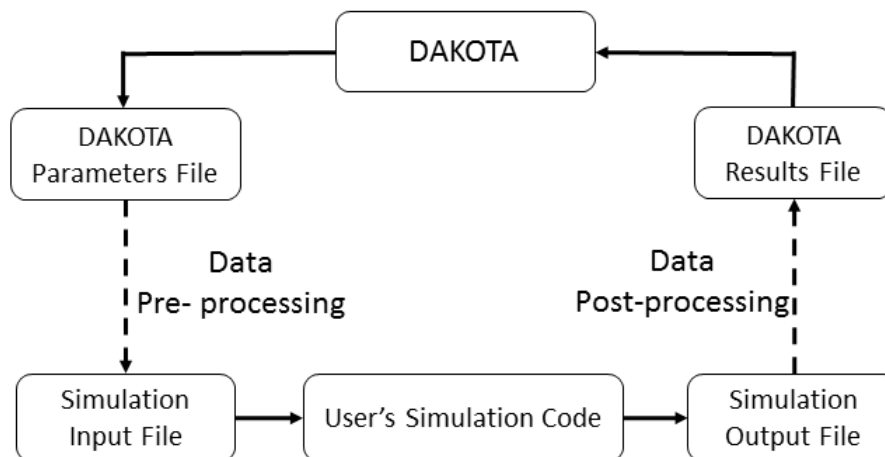 DAKOTA
DAKOTA
Parameters File
DAKOTA
Results File
Data
Pre- processing
Data
Post-processing
Simulation
Input File
User’s Simulation Code
Simulation
Output File